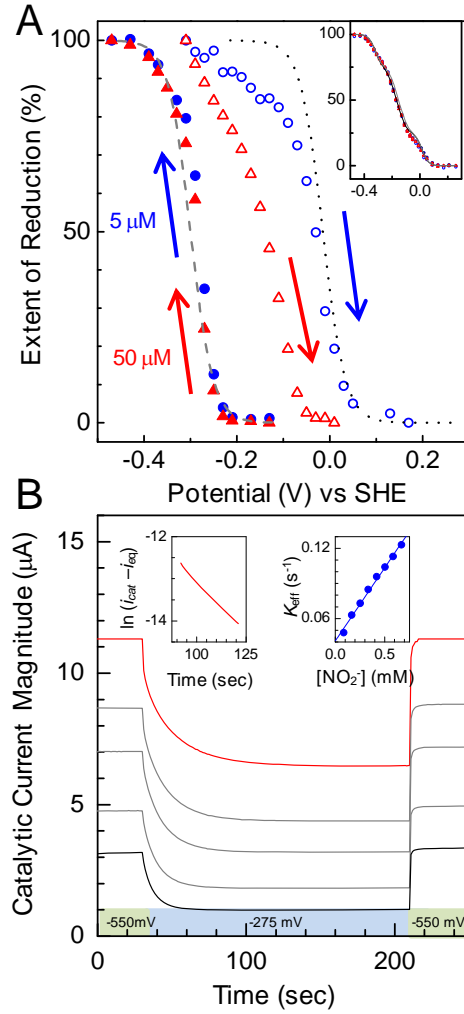 A
100
50
0
Extent of Reduction (%)
5 μM
50 μM
100
50
0
-0.4
0.0
-0.4
-0.2
0.0
0.2
Potential (V) vs SHE
B
15
10
5
0
Catalytic Current Magnitude (μA)
-12
-14
ln (i_cat –i_eq)
100
125
Time (sec)
0.12
0.06
K_eff (s⁻¹)
0.0
0.5
[NO₂⁻] (mM)
-550mV
-275 mV
-550 mV
0
100
200
Time (sec)